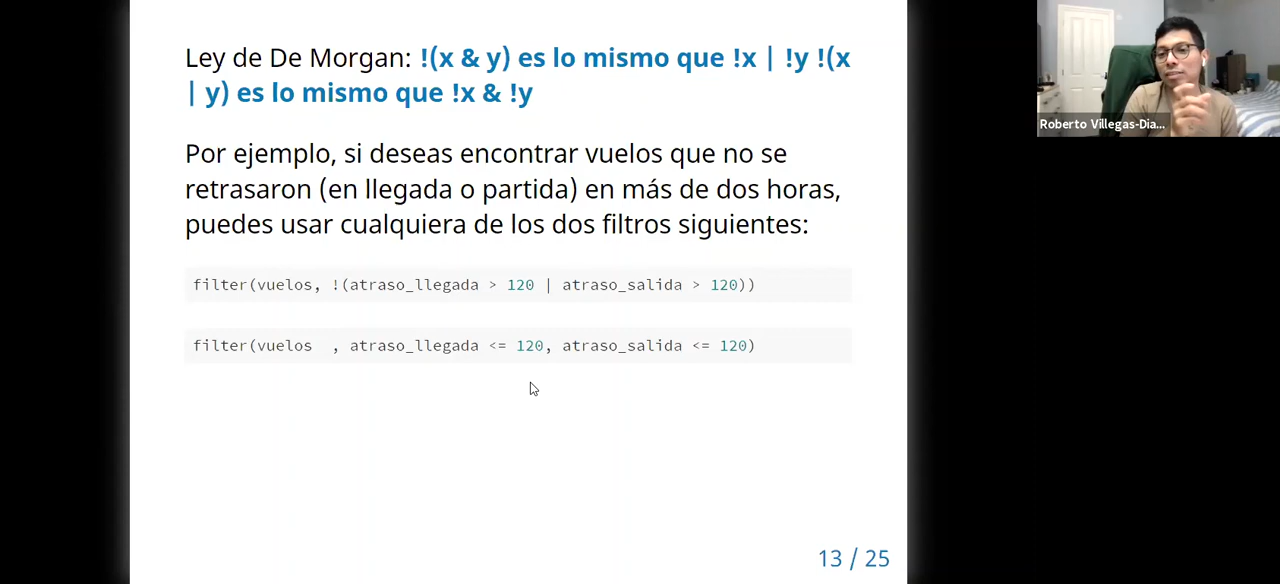 Ley de De Morgan: !(x & y) es lo mismo que !x | !y !(x
| y) es lo mismo que !x & !y
Por ejemplo, si deseas encontrar vuelos que no se
retrasaron (en llegada o partida) en más de dos horas,
puedes usar cualquiera de los dos filtros siguientes:
filter(vuelos, !(atraso_llegada > 120 | atraso_salida > 120))
filter(vuelos  , atraso_llegada <= 120, atraso_salida <= 120)
13 / 25
Roberto Villegas-Dia...